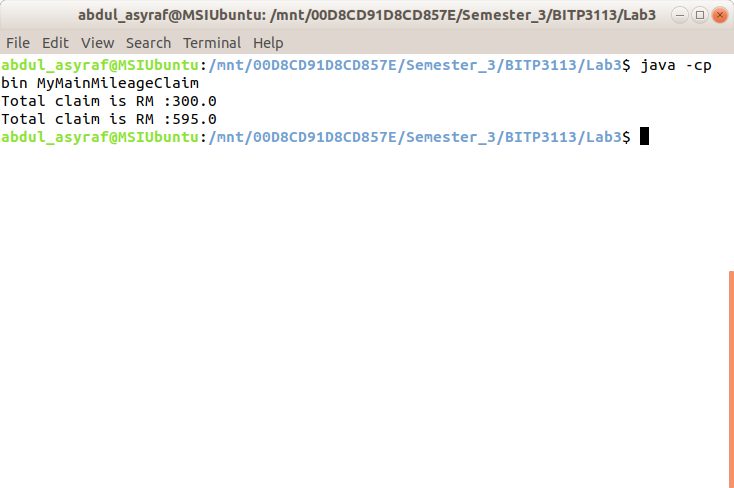 abdul_asyraf@MSIUbuntu: /mnt/00D8CD91D8CD857E/Semester_3/BITP3113/Lab3
File Edit View Search Terminal Help
abdul_asyraf@MSIUbuntu:/mnt/00D8CD91D8CD857E/Semester_3/BITP3113/Lab3$ java -cp
bin MyMainMileageClaim
Total claim is RM :300.0
Total claim is RM :595.0
abdul_asyraf@MSIUbuntu:/mnt/00D8CD91D8CD857E/Semester_3/BITP3113/Lab3$